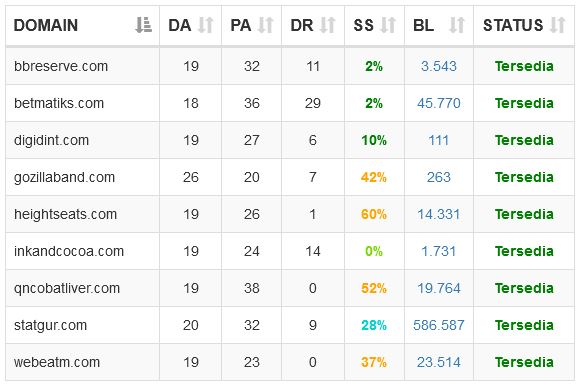 DOMAIN DA PA DR SS BL STATUS
bbreserve.com 19 32 11 2% 3.543 Tersedia
betmatiks.com 18 36 29 2% 45.770 Tersedia
digidint.com 19 27 6 10% 111 Tersedia
gozillaband.com 26 20 7 42% 263 Tersedia
heightseats.com 19 26 1 60% 14.331 Tersedia
inkandcocoa.com 19 24 14 0% 1.731 Tersedia
qncobatliver.com 19 38 0 52% 19.764 Tersedia
statgur.com 20 32 9 28% 586.587 Tersedia
webeatm.com 19 23 0 37% 23.514 Tersedia